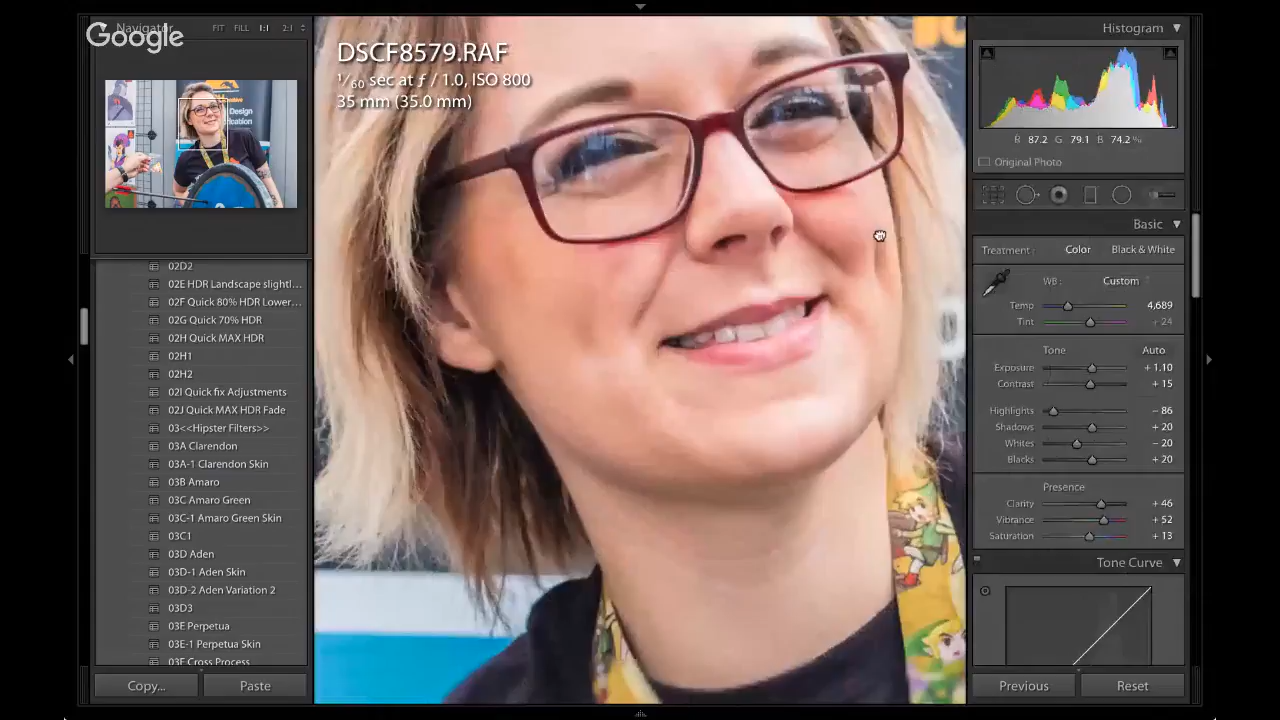 Navigator FIT FILL 1:1 2:1
Google
02D2
02E HDR Landscape slightl...
02F Quick 80% HDR Lower...
02G Quick 70% HDR
02H Quick MAX HDR
02H1
02H2
02I Quick fix Adjustments
02J Quick MAX HDR Fade
03<<Hipster Filters>>
03A Clarendon
03A-1 Clarendon Skin
03B Amaro
03C Amaro Green
03C-1 Amaro Green Skin
03C1
03D Aden
03D-1 Aden Skin
03D-2 Aden Variation 2
03D3
03E Perpetua
03E-1 Perpetua Skin
03F Cross Process
Copy... Paste
DSCF8579.RAF
1/60 sec at ƒ / 1.0, ISO 800
35 mm (35.0 mm)
Histogram
R 87.2 G 79.1 B 74.2 %
Original Photo
Basic
Treatment: Color Black & White
WB: Custom
Temp 4,689
Tint + 24
Tone Auto
Exposure + 1.10
Contrast + 15
Highlights − 86
Shadows + 20
Whites − 20
Blacks + 20
Presence
Clarity + 46
Vibrance + 52
Saturation + 13
Tone Curve
Previous Reset